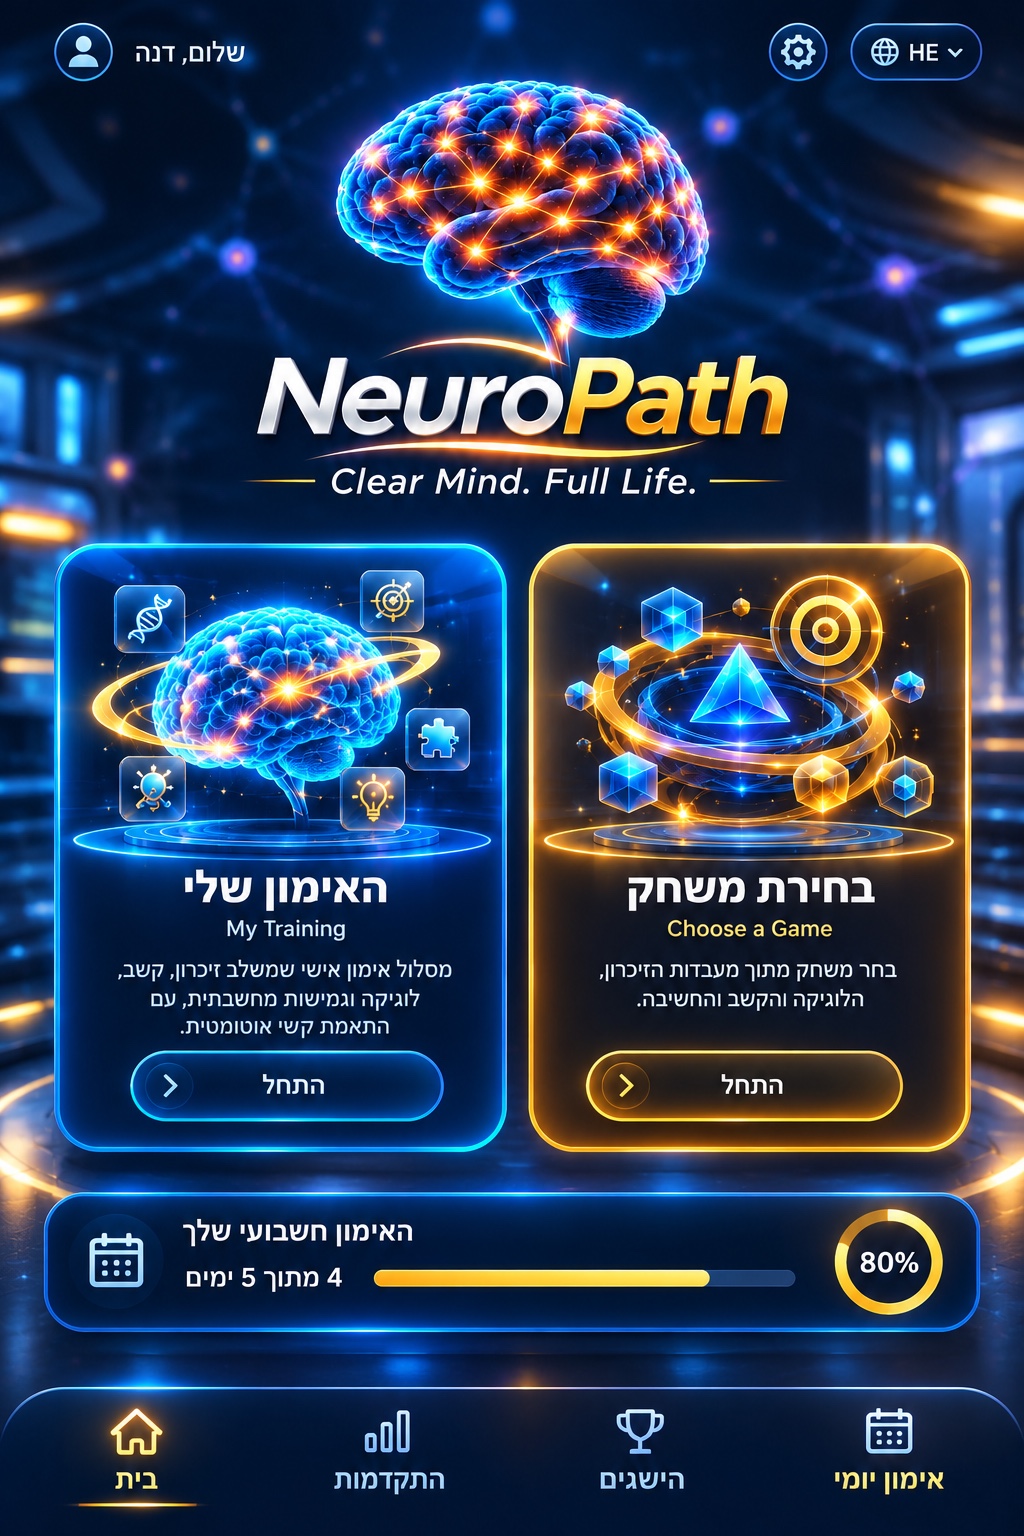 שלום, דנה
HE
NeuroPath
Clear Mind. Full Life.
האימון שלי
My Training
מסלול אימון אישי שמשלב זיכרון, קשב,
לוגיקה וגמישות מחשבתית, עם
התאמת קשי אוטומטית.
התחל
בחירת משחק
Choose a Game
בחר משחק מתוך מעבדות הזיכרון,
הלוגיקה והקשב והחשיבה.
התחל
האימון חשבועי שלך
4 מתוך 5 ימים
80%
בית
התקדמות
הישגים
אימון יומי